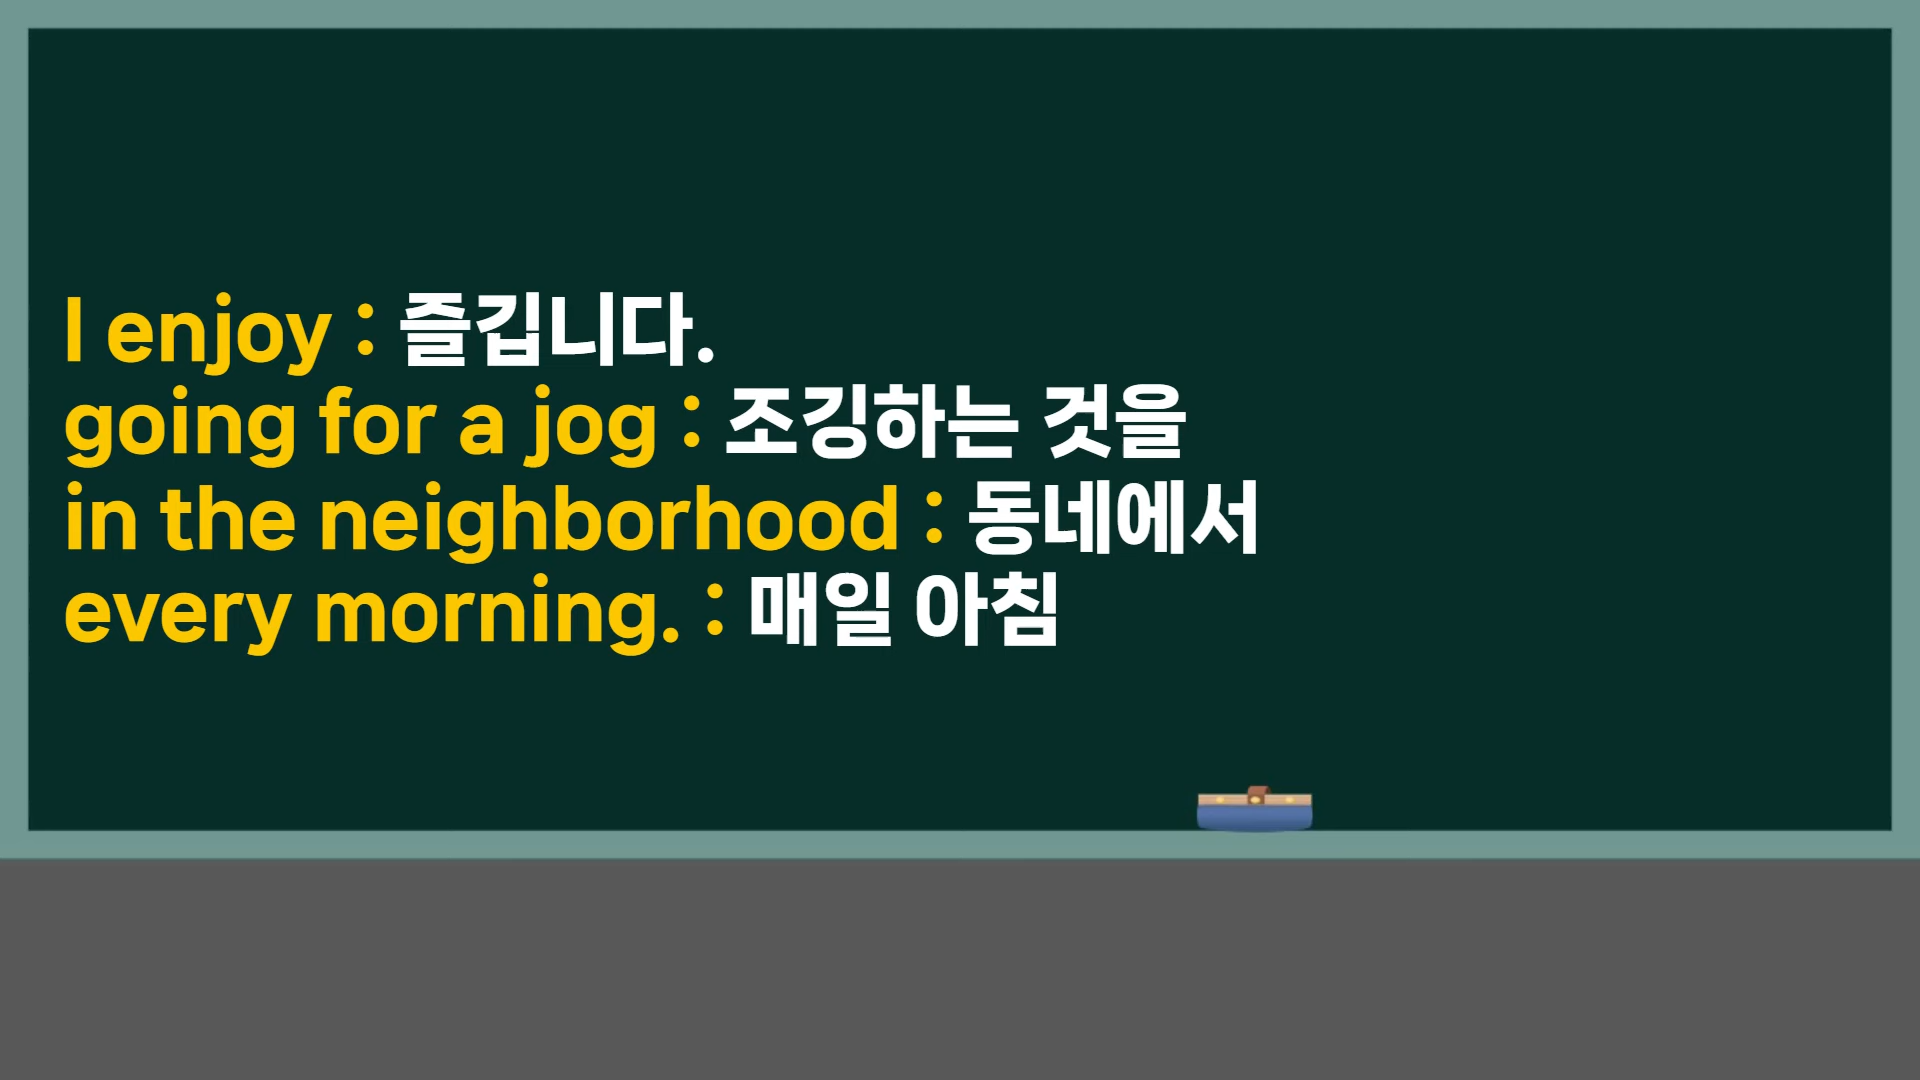 I enjoy : 즐깁니다.
going for a jog : 조깅하는 것을
in the neighborhood : 동네에서
every morning. : 매일 아침